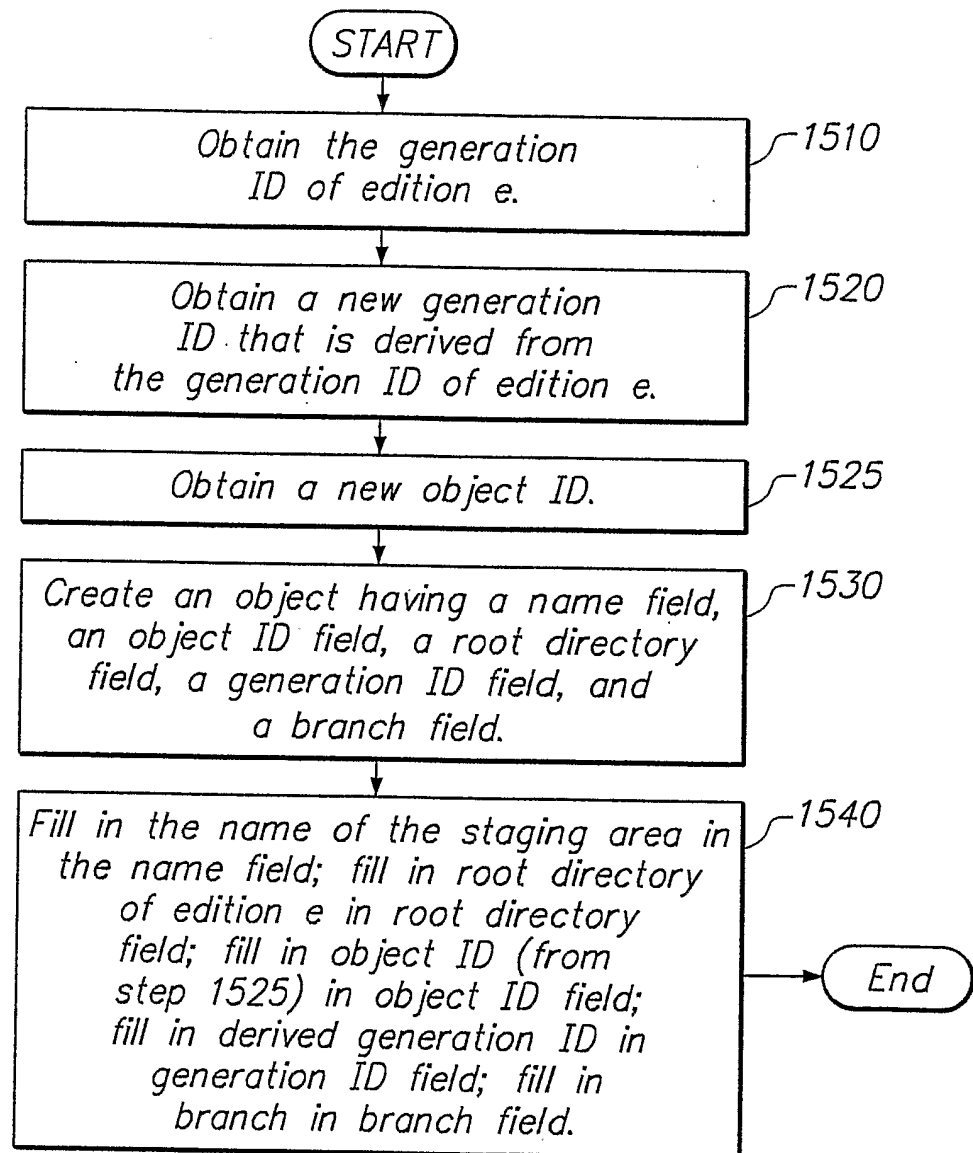 START
Obtain the generation
ID of edition e.
1510
Obtain a new generation
ID that is derived from
the generation ID of edition e.
1520
Obtain a new object ID.
1525
Create an object having a name field,
an object ID field, a root directory
field, a generation ID field, and
a branch field.
1530
Fill in the name of the staging area in
the name field; fill in root directory
of edition e in root directory
field; fill in object ID (from
step 1525) in object ID field;
fill in derived generation ID in
generation ID field; fill in
branch in branch field.
1540
End